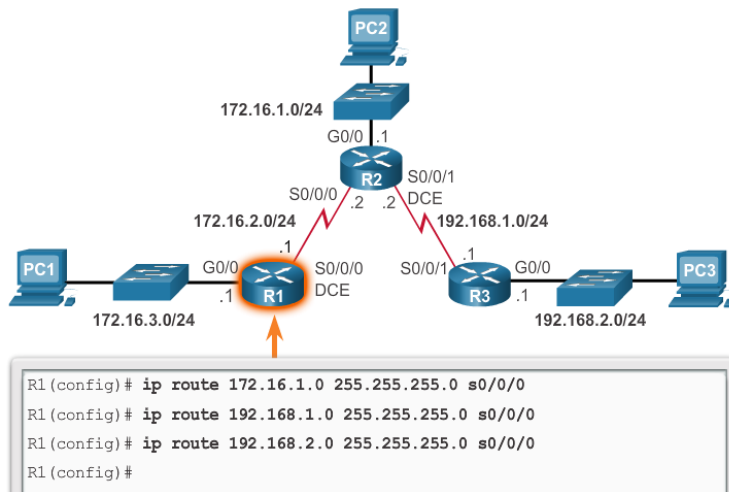 PC2
172.16.1.0/24
G0/0 .1
R2
S0/0/0 S0/0/1
.2 .2 DCE
172.16.2.0/24 192.168.1.0/24
.1 .1
PC1 G0/0 S0/0/0 S0/0/1 G0/0 PC3
.1 R1 DCE R3 .1
172.16.3.0/24 192.168.2.0/24
R1(config)# ip route 172.16.1.0 255.255.255.0 s0/0/0
R1(config)# ip route 192.168.1.0 255.255.255.0 s0/0/0
R1(config)# ip route 192.168.2.0 255.255.255.0 s0/0/0
R1(config)#